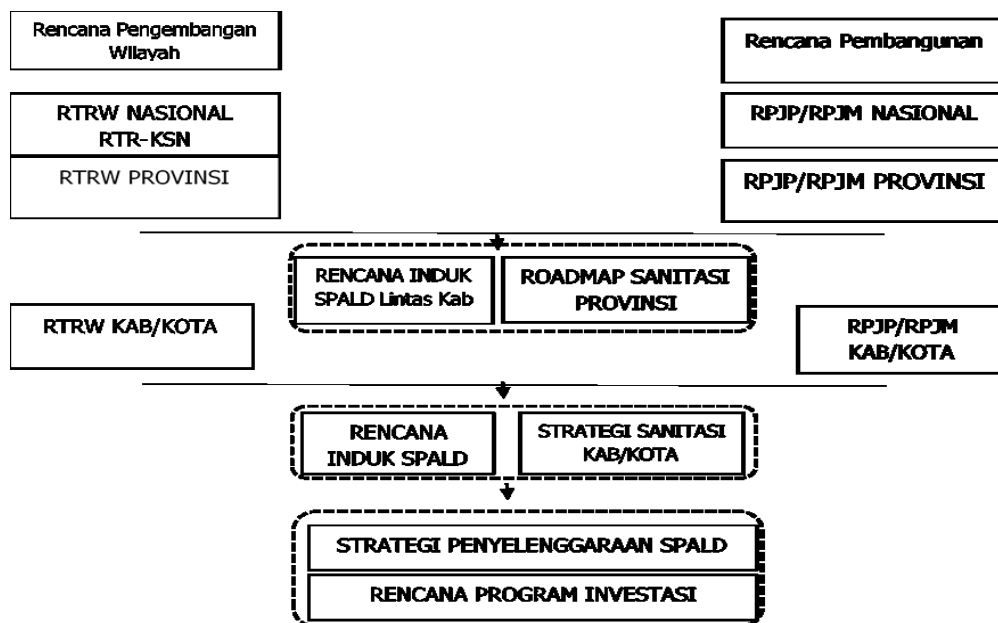 Rencana Pengembangan
Wilayah
Rencana Pembangunan
RTRW NASIONAL
RTR-KSN
RPJP/RPJM NASIONAL
RTRW PROVINSI
RPJP/RPJM PROVINSI
RENCANA INDUK
SPALD Lintas Kab
ROADMAP SANITASI
PROVINSI
RTRW KAB/KOTA
RPJP/RPJM
KAB/KOTA
RENCANA
INDUK SPALD
STRATEGI SANITASI
KAB/KOTA
STRATEGI PENYELENGGARAAN SPALD
RENCANA PROGRAM INVESTASI